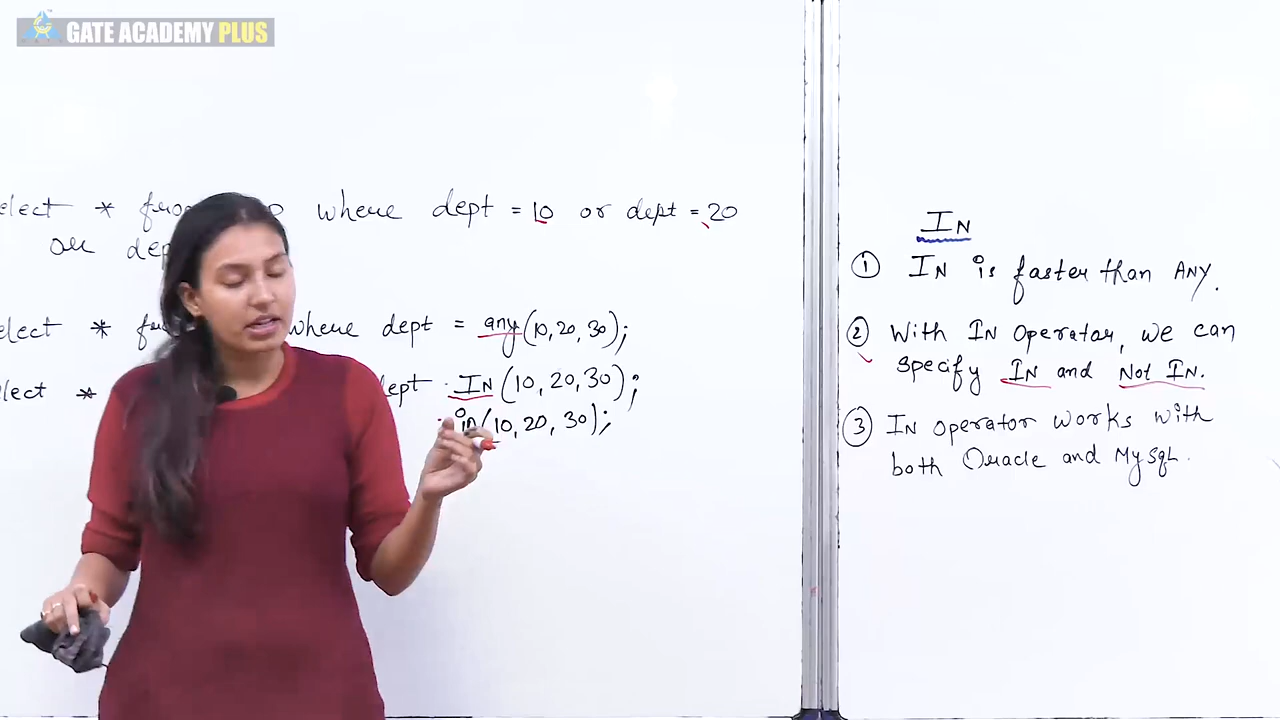 GATE ACADEMY PLUS
elect * fro o where dept = 10 or dept = 20
or dep
elect * f where dept = any(10,20,30);
elect * dept IN (10,20,30);
in(10,20,30);
IN
① IN is faster than ANY.
② With IN operator, we can
specify IN and Not IN.
③ IN operator works with
both Oracle and MySQL.